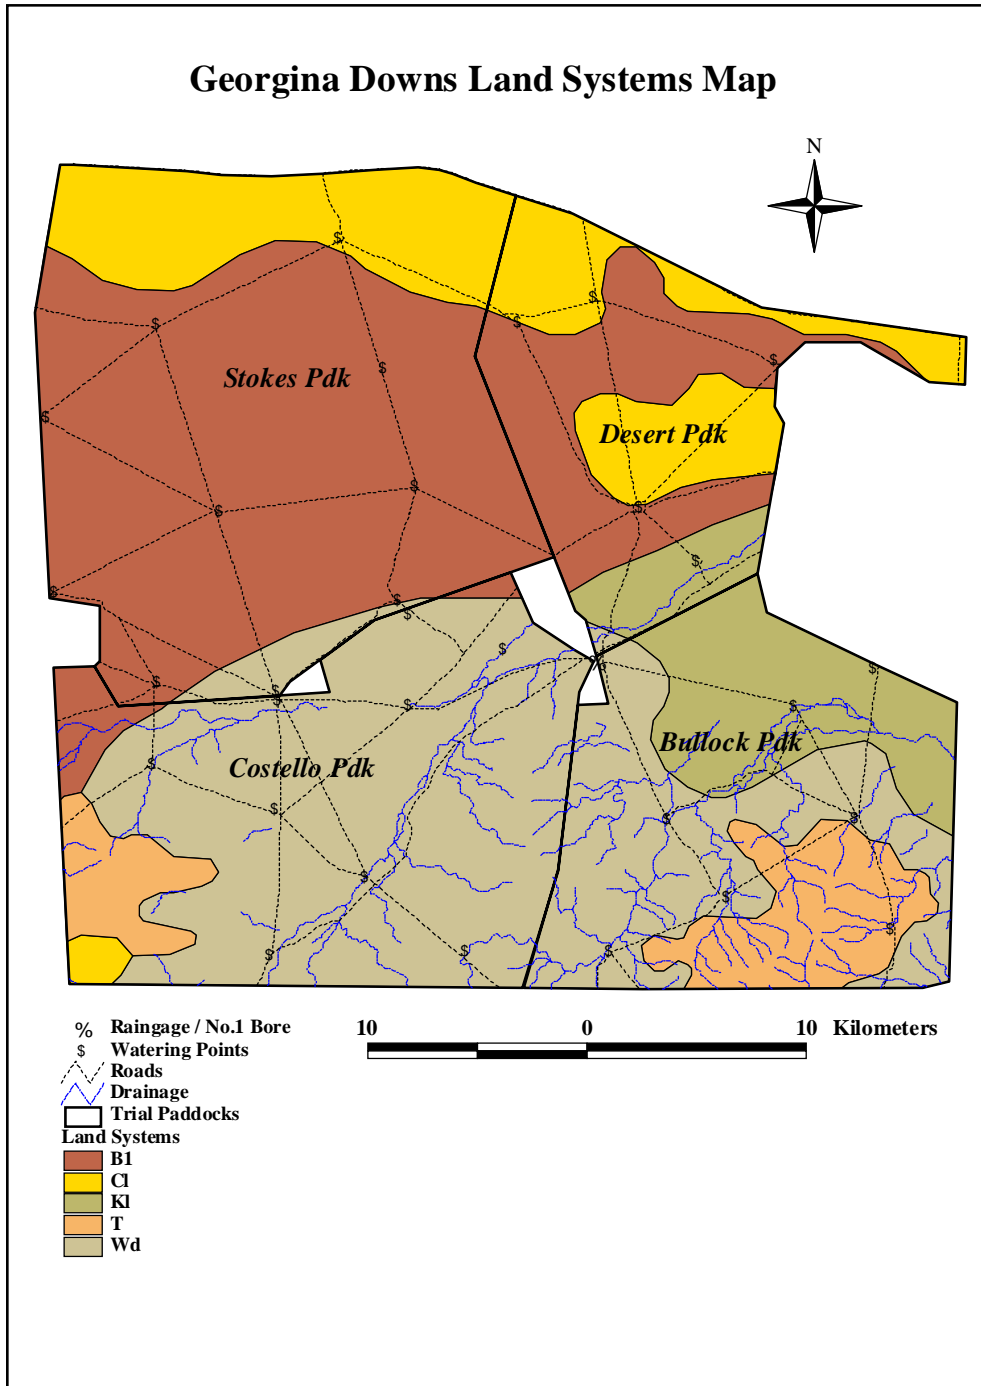 Georgina Downs Land Systems Map
N
Stokes Pdk
Desert Pdk
Bullock Pdk
Costello Pdk
% Raingage / No.1 Bore
$ Watering Points
Roads
Drainage
Trial Paddocks
Land Systems
B1
Cl
Kl
T
Wd
10 0 10 Kilometers